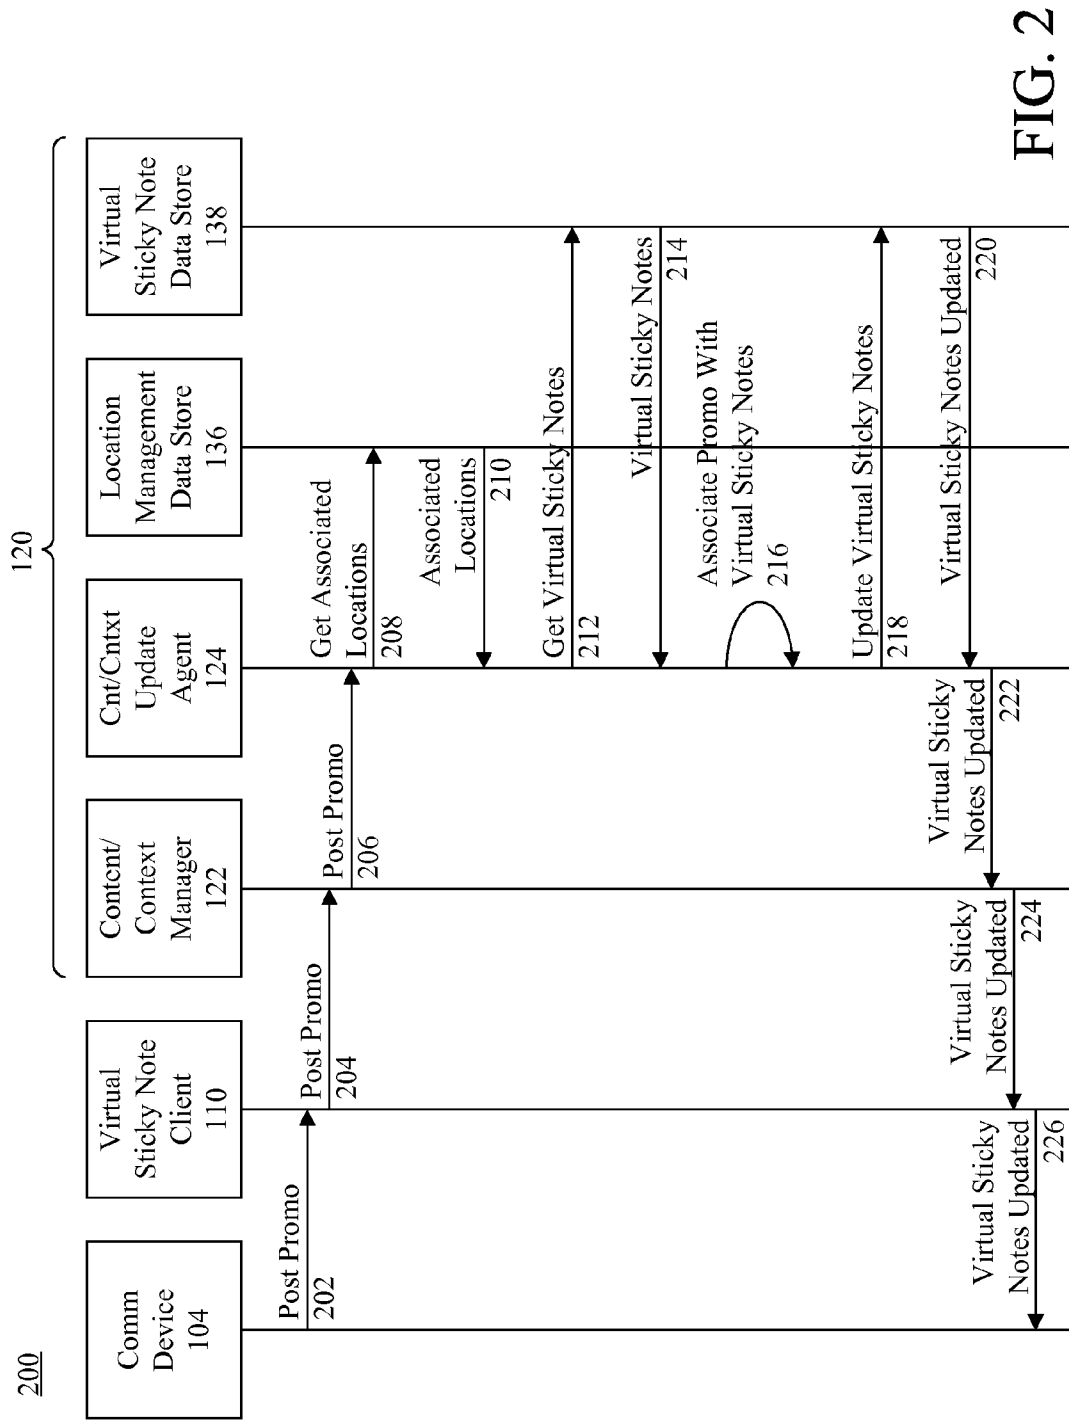 200
120
Comm
Device
104
Virtual
Sticky Note
Client
110
Content/
Context
Manager
122
Cnt/Cntxt
Update
Agent
124
Location
Management
Data Store
136
Virtual
Sticky Note
Data Store
138
Post Promo
202
Post Promo
204
Post Promo
206
Get Associated
Locations
208
Associated
Locations
210
Get Virtual Sticky Notes
212
Virtual Sticky Notes
214
Associate Promo With
Virtual Sticky Notes
216
Update Virtual Sticky Notes
218
Virtual Sticky Notes Updated
220
Virtual Sticky
Notes Updated
222
Virtual Sticky
Notes Updated
224
Virtual Sticky
Notes Updated
226
FIG. 2